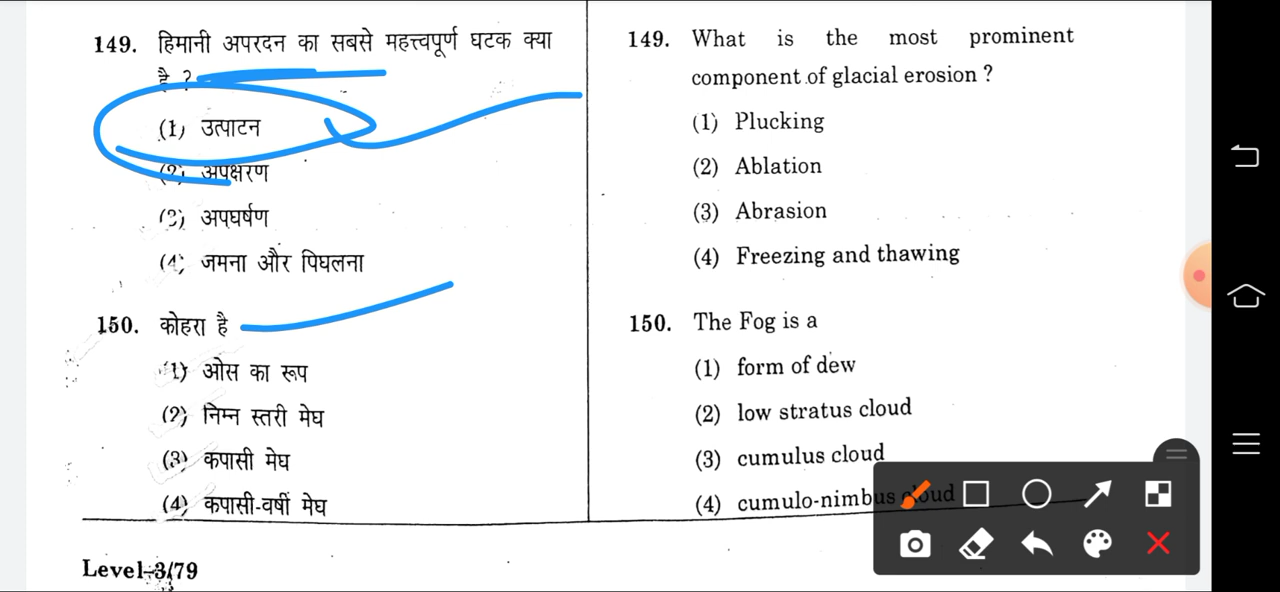 149. हिमानी अपरदन का सबसे महत्त्वपूर्ण घटक क्या
है ?
(1) उत्पाटन
(2) अपक्षरण
(3) अपघर्षण
(4) जमना और पिघलना
150. कोहरा है
(1) ओस का रूप
(2) निम्न स्तरी मेघ
(3) कपासी मेघ
(4) कपासी-वर्षी मेघ
Level-3/79
149. What is the most prominent
component of glacial erosion ?
(1) Plucking
(2) Ablation
(3) Abrasion
(4) Freezing and thawing
150. The Fog is a
(1) form of dew
(2) low stratus cloud
(3) cumulus cloud
(4) cumulo-nimbus cloud